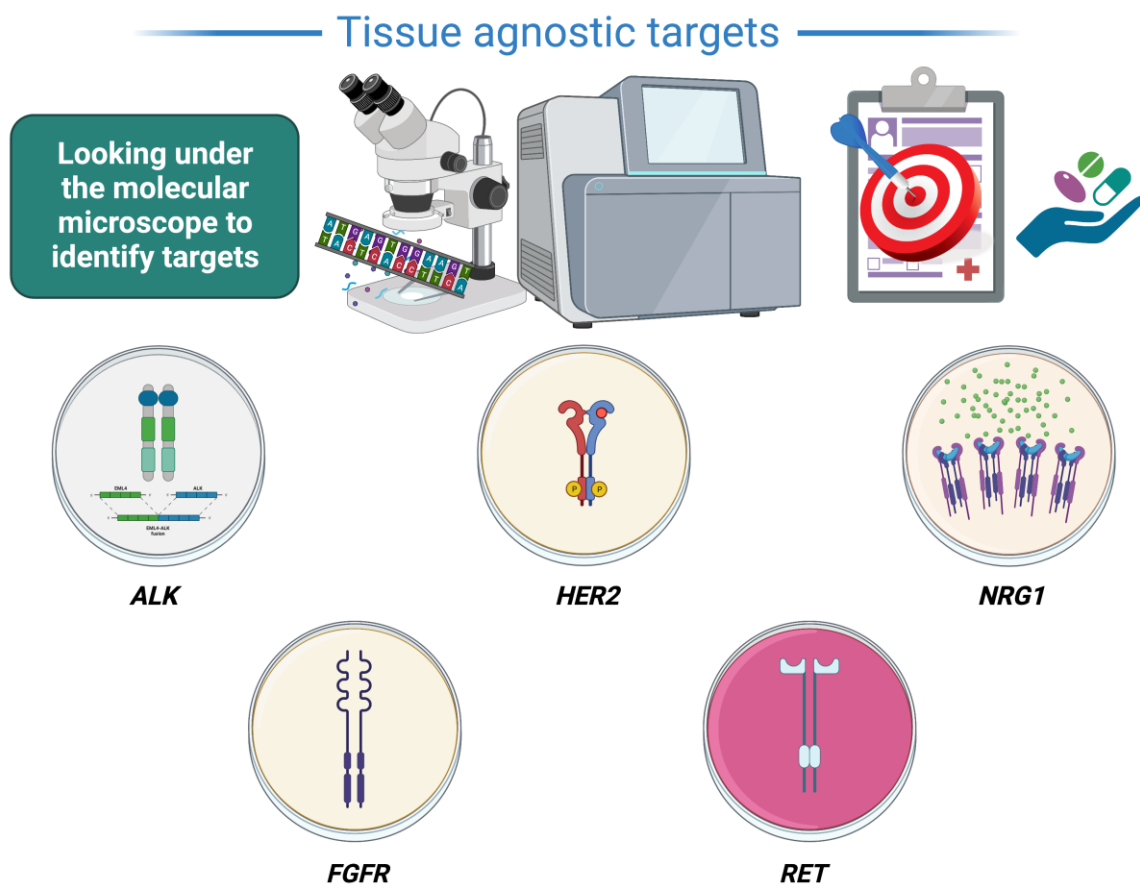 Tissue agnostic targets
Looking under
the molecular
microscope to
identify targets
A T G A G T G G A A G T
T A C T C A C C T T C A
EML4
ALK
EML4-ALK
fusion
P
P
ALK
HER2
NRG1
FGFR
RET